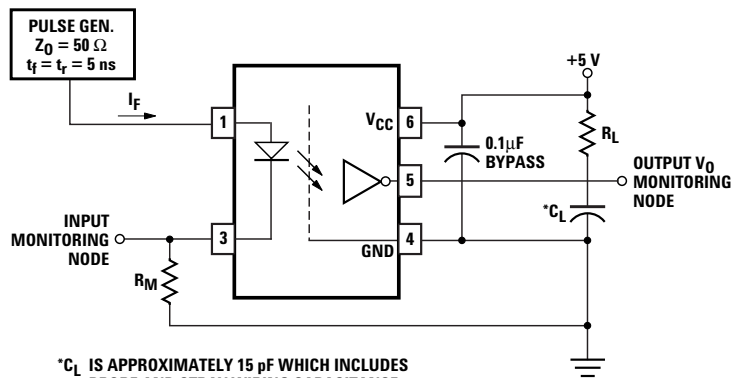 PULSE GEN.
Z₀ = 50 Ω
tf = tr = 5 ns
IF
1
3
VCC
6
5
4
GND
0.1μF
BYPASS
+5 V
RL
*CL
OUTPUT VO
MONITORING
NODE
INPUT
MONITORING
NODE
RM
*CL IS APPROXIMATELY 15 pF WHICH INCLUDES